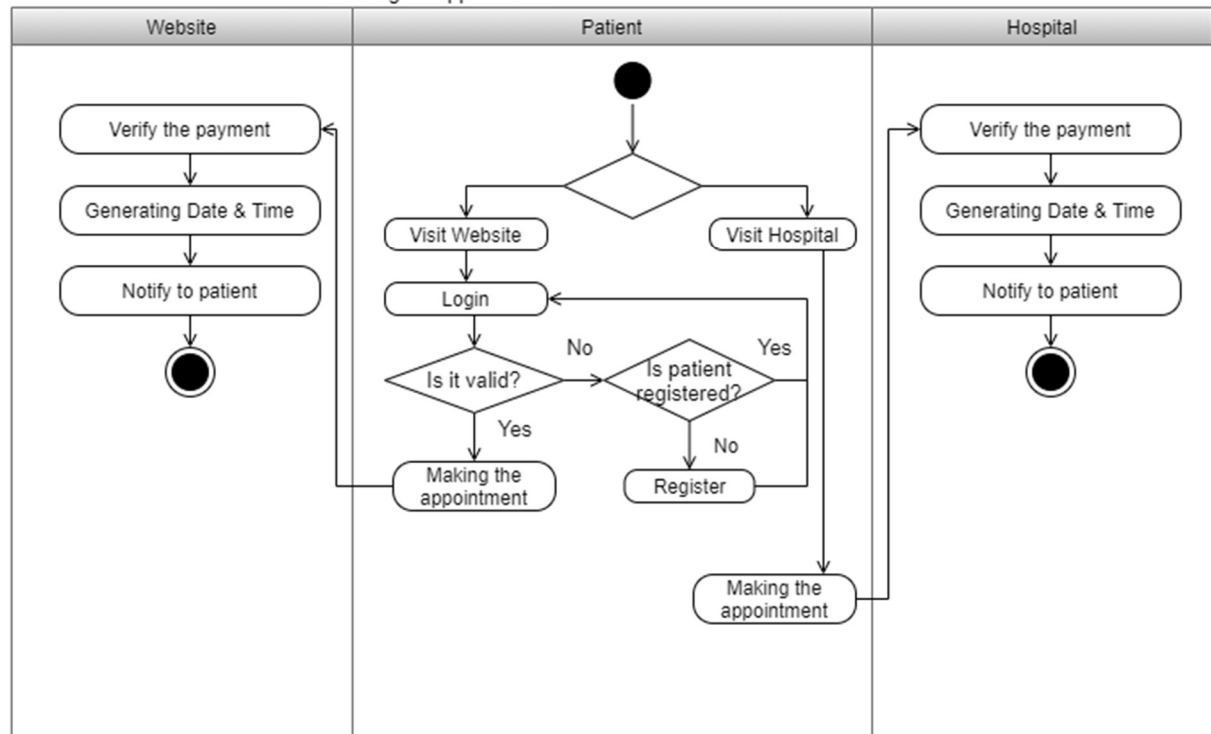 Website
Patient
Hospital
Verify the payment
Generating Date & Time
Notify to patient
Visit Website
Visit Hospital
Login
Is it valid?
No
Is patient
registered?
Yes
Yes
No
Making the
appointment
Register
Making the
appointment
Verify the payment
Generating Date & Time
Notify to patient